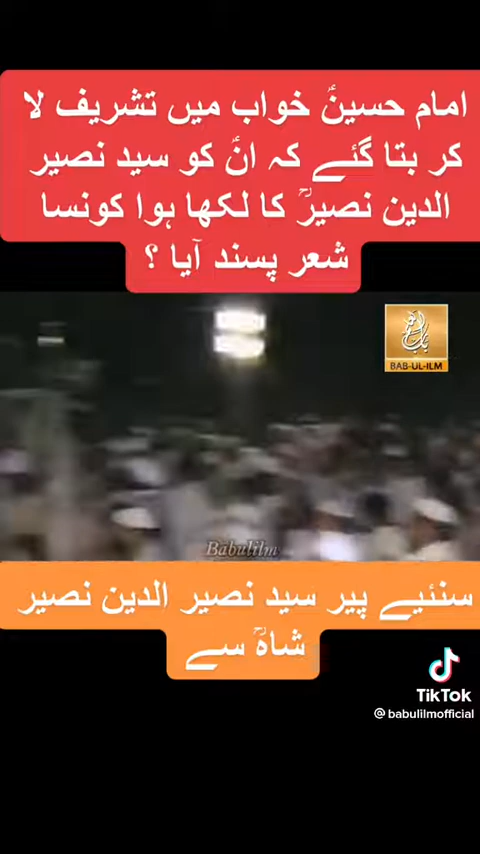 امام حسینؑ خواب میں تشریف لا
کر بتا گئے کہ انؑ کو سید نصیر
الدین نصیرؒ کا لکھا ہوا کونسا
شعر پسند آیا ؟
BAB-UL-ILM
Babulilm
سنئیے پیر سید نصیر الدین نصیر
شاہؒ سے
TikTok
@babulilmofficial